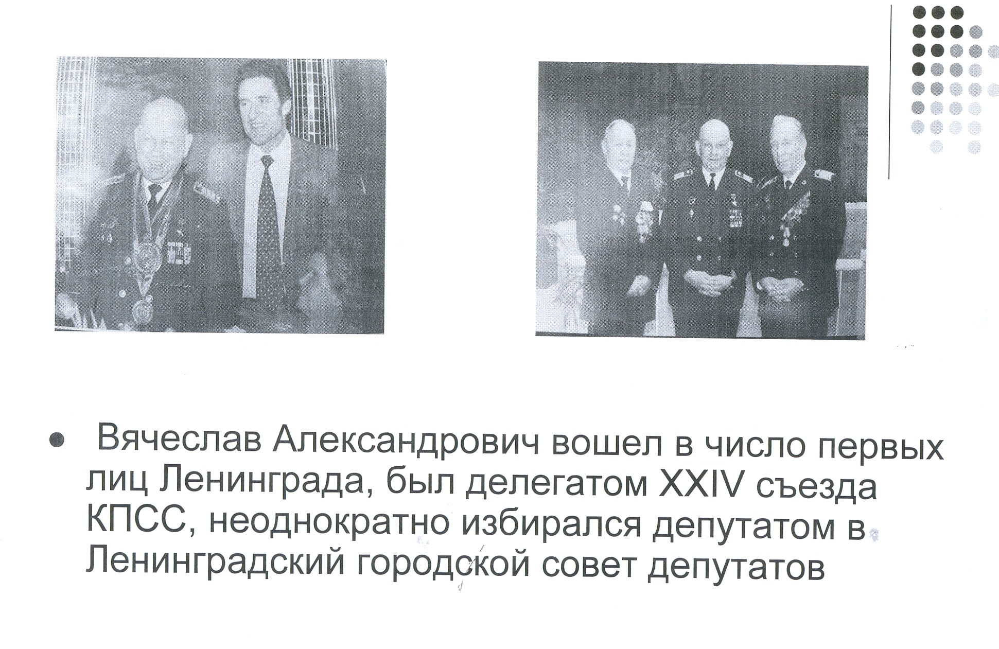 • Вячеслав Александрович вошел в число первых
лиц Ленинграда, был делегатом XXIV съезда
КПСС, неоднократно избирался депутатом в
Ленинградский городской совет депутатов